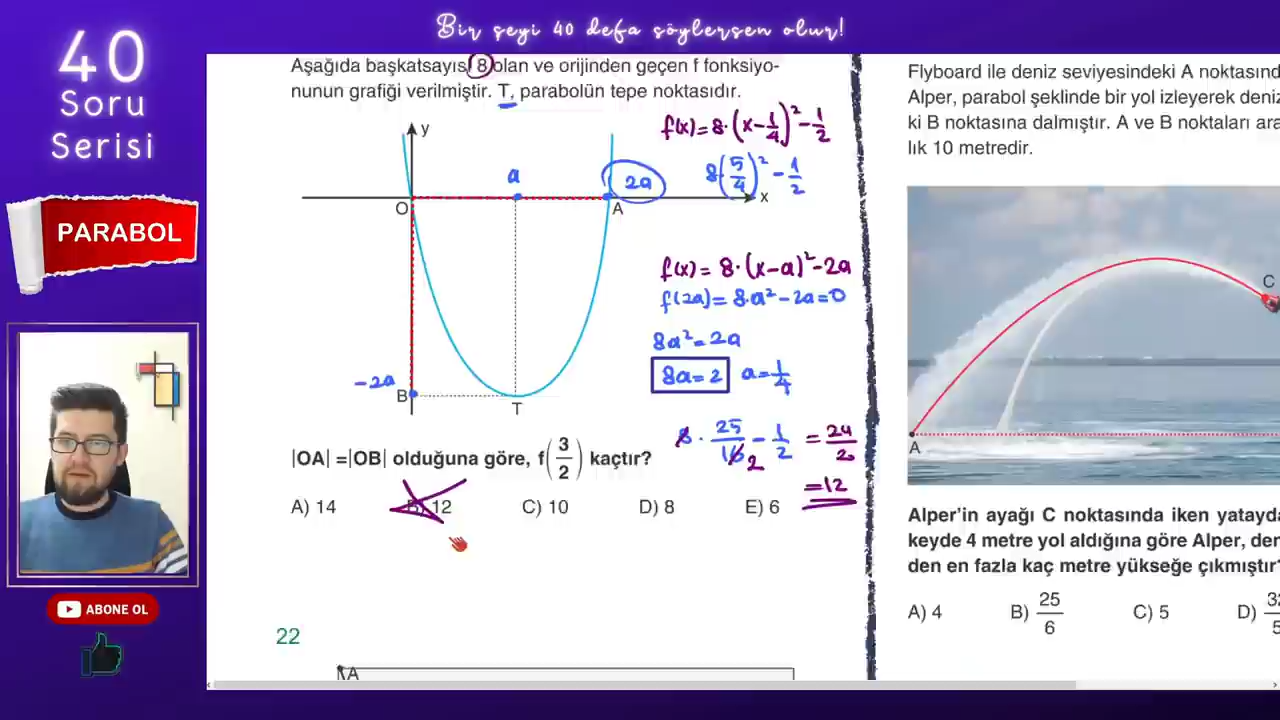 Bir şeyi 40 defa söylersen olur!
40
Soru
Serisi
PARABOL
ABONE OL
Aşağıda başkatsayısı 8 olan ve orijinden geçen f fonksiyo-
nunun grafiği verilmiştir. T, parabolün tepe noktasıdır.
y
a
2a
O
A
x
-2a
B
T
f(x) = 8·(x-1/4)² - 1/2
8(5/4)² - 1/2
f(x) = 8·(x-a)² - 2a
f(2a) = 8·a² - 2a = 0
8a² = 2a
8a = 2 a = 1/4
8 · 25/16 2 - 1/2 = 24/2
= 12
|OA| =|OB| olduğuna göre, f(3/2) kaçtır?
A) 14 B) 12 C) 10 D) 8 E) 6
22
A
Flyboard ile deniz seviyesindeki A noktasınd
Alper, parabol şeklinde bir yol izleyerek deniz
ki B noktasına dalmıştır. A ve B noktaları ara
lık 10 metredir.
C
A
Alper'in ayağı C noktasında iken yatayda
keyde 4 metre yol aldığına göre Alper, den
den en fazla kaç metre yükseğe çıkmıştır?
A) 4 B) 25/6 C) 5 D) 32/5